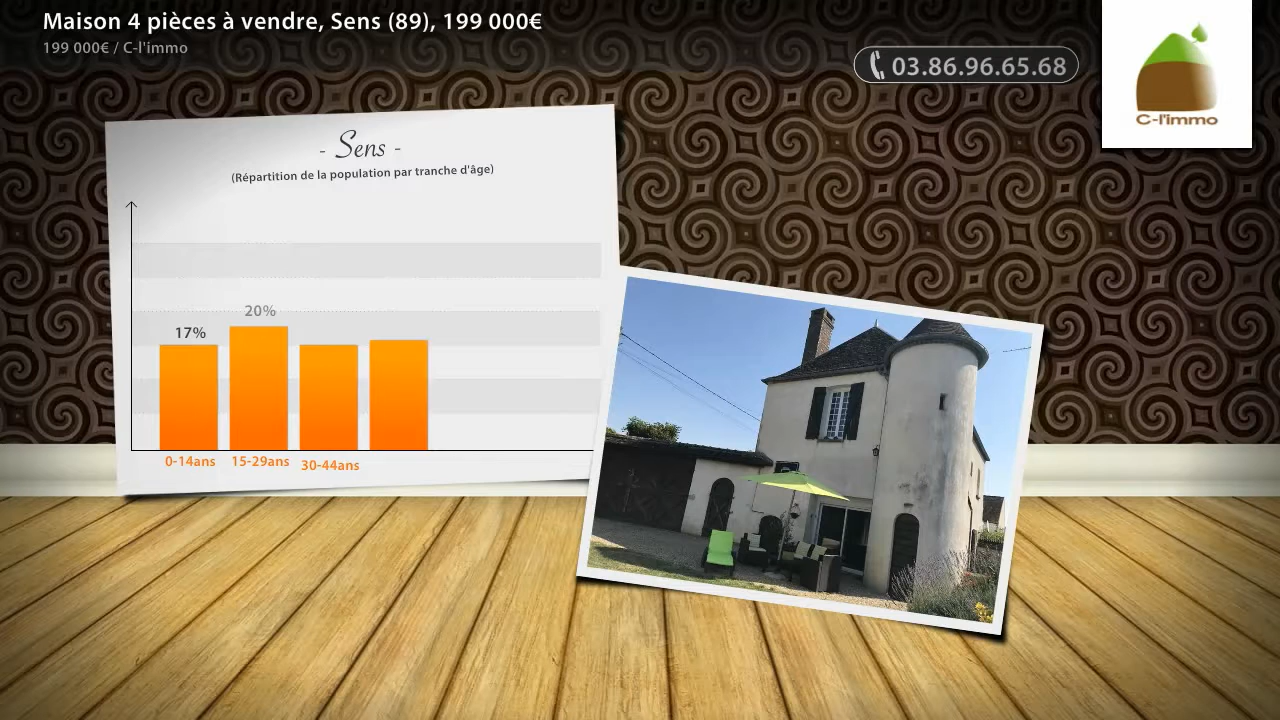 Maison 4 pièces à vendre, Sens (89), 199 000€
199 000€ / C-l'immo
03.86.96.65.68
C-l'immo
- Sens -
(Répartition de la population par tranche d'âge)
20%
17%
0-14ans 15-29ans 30-44ans